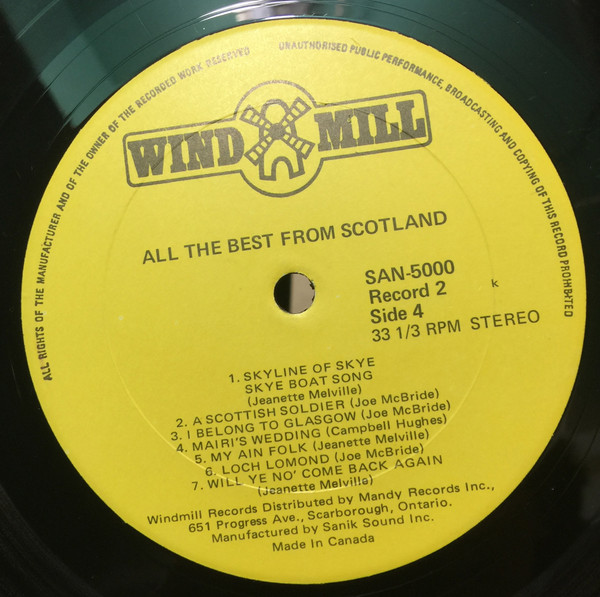 ALL RIGHTS OF THE MANUFACTURER AND OF THE OWNER OF THE RECORDED WORK RESERVED
UNAUTHORISED PUBLIC PERFORMANCE, BROADCASTING AND COPYING OF THIS RECORD PROHIBITED
WIND MILL
ALL THE BEST FROM SCOTLAND
SAN-5000
Record 2 k
Side 4
33 1/3 RPM STEREO
1. SKYLINE OF SKYE
SKYE BOAT SONG
(Jeanette Melville)
2. A SCOTTISH SOLDIER (Joe McBride)
3. I BELONG TO GLASGOW (Joe McBride)
4. MAIRI'S WEDDING (Campbell Hughes)
5. MY AIN FOLK (Jeanette Melville)
6. LOCH LOMOND (Joe McBride)
7. WILL YE NO' COME BACK AGAIN
(Jeanette Melville)
Windmill Records Distributed by Mandy Records Inc.,
651 Progress Ave., Scarborough, Ontario.
Manufactured by Sanik Sound Inc.
Made In Canada